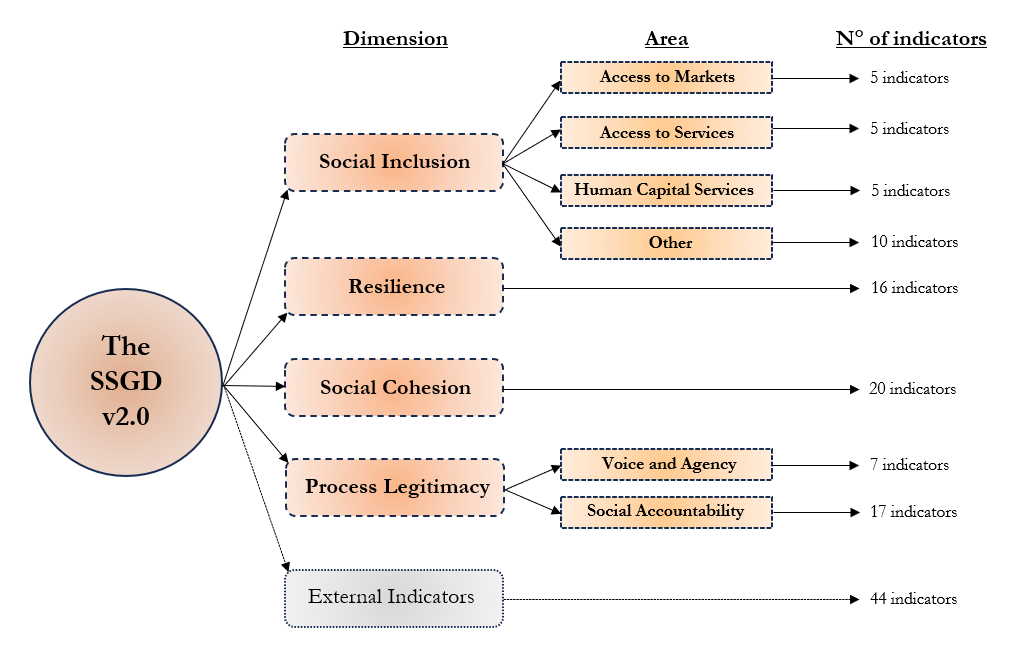 Dimension
Area
N° of indicators
Access to Markets
5 indicators
Access to Services
5 indicators
Social Inclusion
Human Capital Services
5 indicators
Other
10 indicators
Resilience
16 indicators
The
SSGD
v2.0
Social Cohesion
20 indicators
Voice and Agency
7 indicators
Process Legitimacy
Social Accountability
17 indicators
External Indicators
44 indicators